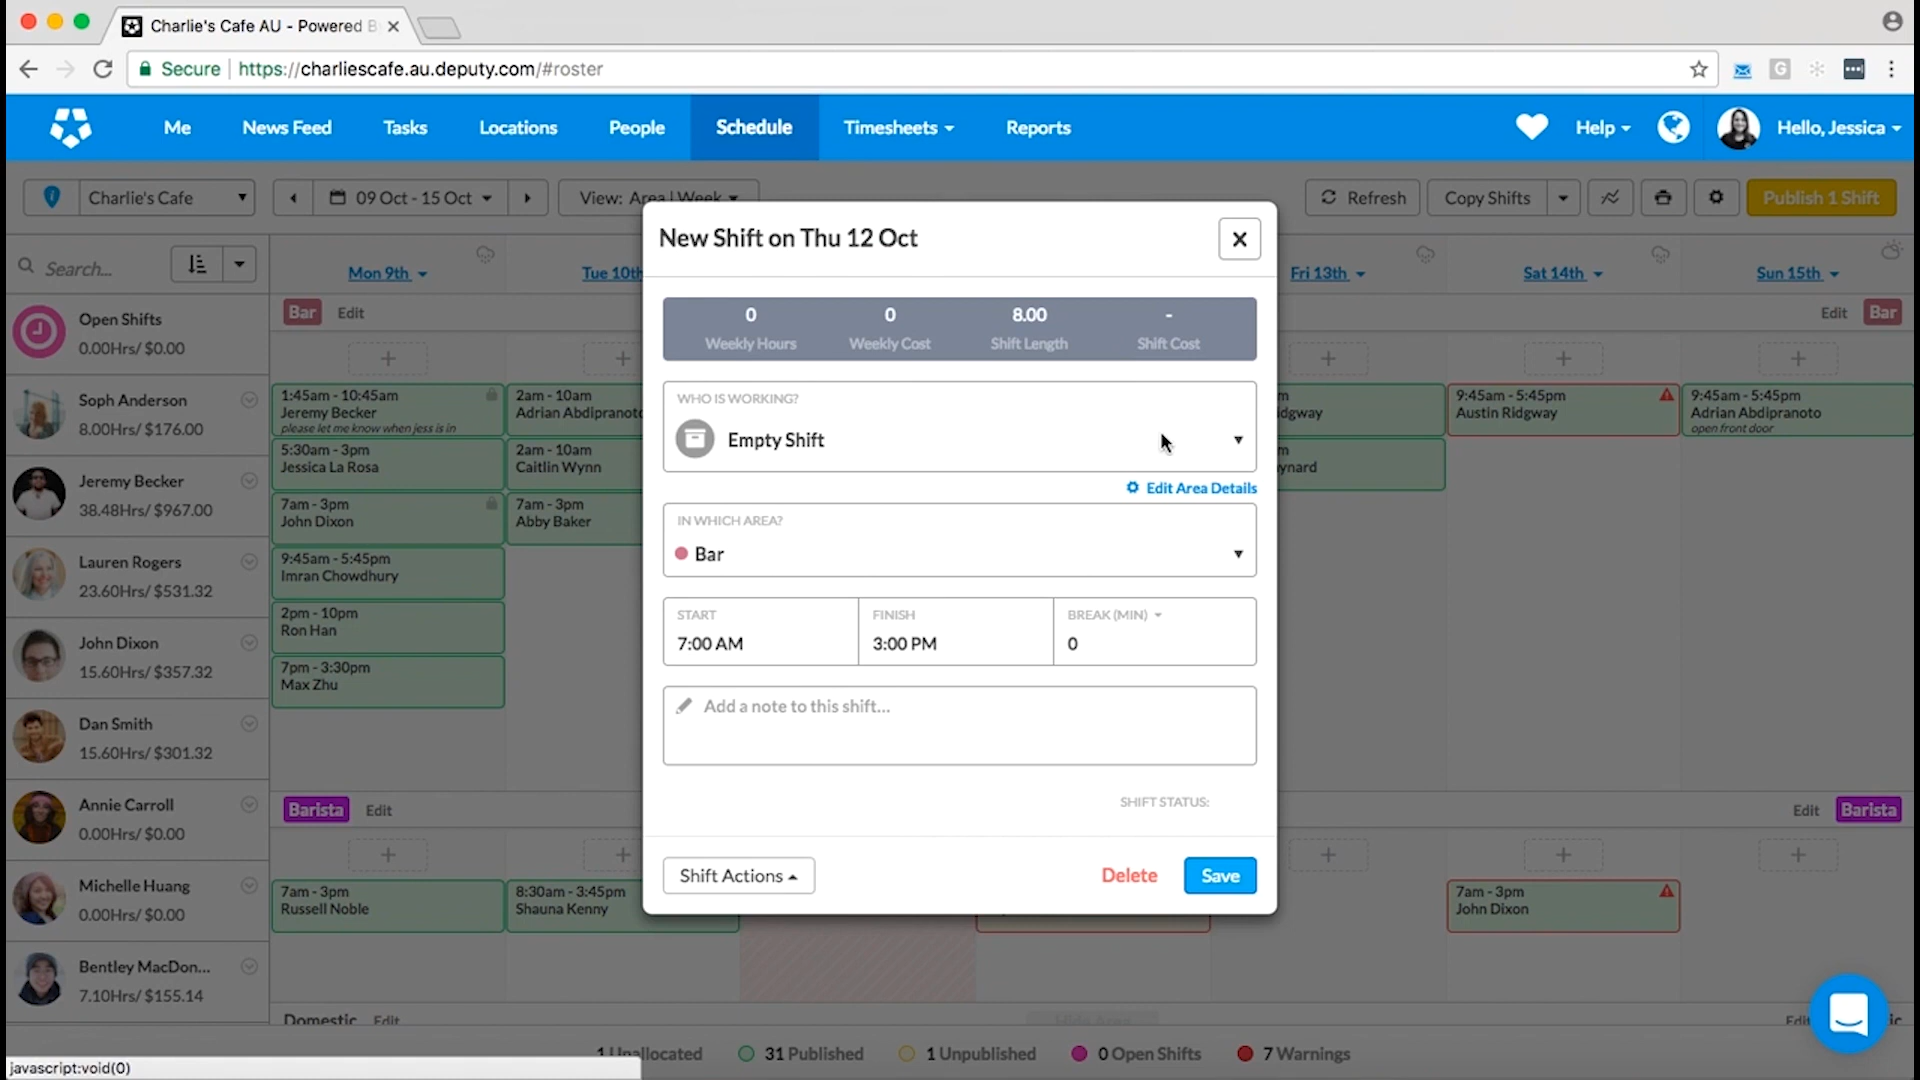 Charlie's Cafe AU - Powered B
Secure https://charliescafe.au.deputy.com/#roster
Me News Feed Tasks Locations People Schedule Timesheets Reports Help Hello, Jessica
Charlie's Cafe 09 Oct - 15 Oct View: Area | Week Refresh Copy Shifts Publish 1 Shift
Search...
Mon 9th Tue 10th Fri 13th Sat 14th Sun 15th
Bar Edit Edit Bar
Open Shifts
0.00Hrs/ $0.00
Soph Anderson
8.00Hrs/ $176.00
Jeremy Becker
38.48Hrs/ $967.00
Lauren Rogers
23.60Hrs/ $531.32
John Dixon
15.60Hrs/ $357.32
Dan Smith
15.60Hrs/ $301.32
Annie Carroll
0.00Hrs/ $0.00
Michelle Huang
0.00Hrs/ $0.00
Bentley MacDon...
7.10Hrs/ $155.14
1:45am - 10:45am
Jeremy Becker
please let me know when jess is in
5:30am - 3pm
Jessica La Rosa
7am - 3pm
John Dixon
9:45am - 5:45pm
Imran Chowdhury
2pm - 10pm
Ron Han
7pm - 3:30pm
Max Zhu
2am - 10am
Adrian Abdipranoto
2am - 10am
Caitlin Wynn
7am - 3pm
Abby Baker
New Shift on Thu 12 Oct
0 0 8.00 -
Weekly Hours Weekly Cost Shift Length Shift Cost
WHO IS WORKING?
Empty Shift
Edit Area Details
IN WHICH AREA?
Bar
START FINISH BREAK (MIN)
7:00 AM 3:00 PM 0
Add a note to this shift...
SHIFT STATUS:
Shift Actions Delete Save
9:45am - 5:45pm
Austin Ridgway
9:45am - 5:45pm
Adrian Abdipranoto
open front door
Barista Edit Edit Barista
7am - 3pm
Russell Noble
8:30am - 3:45pm
Shauna Kenny
7am - 3pm
John Dixon
Domestic Edit Hide Area Edit
1 Unallocated 31 Published 1 Unpublished 0 Open Shifts 7 Warnings
javascript:void(0)